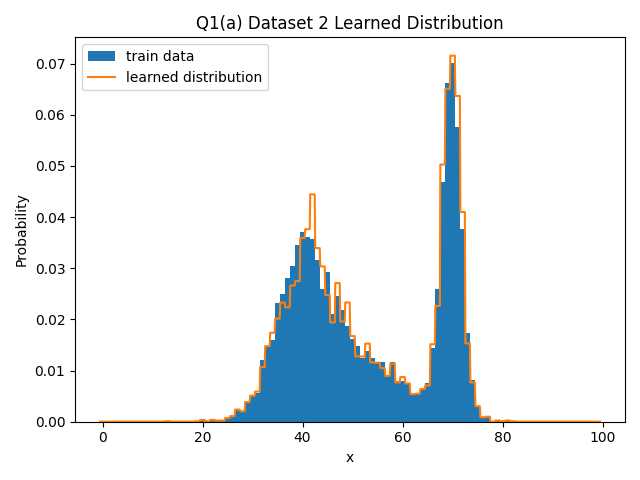 Q1(a) Dataset 2 Learned Distribution
train data
learned distribution
Probability
0.07
0.06
0.05
0.04
0.03
0.02
0.01
0.00
0 20 40 60 80 100
x